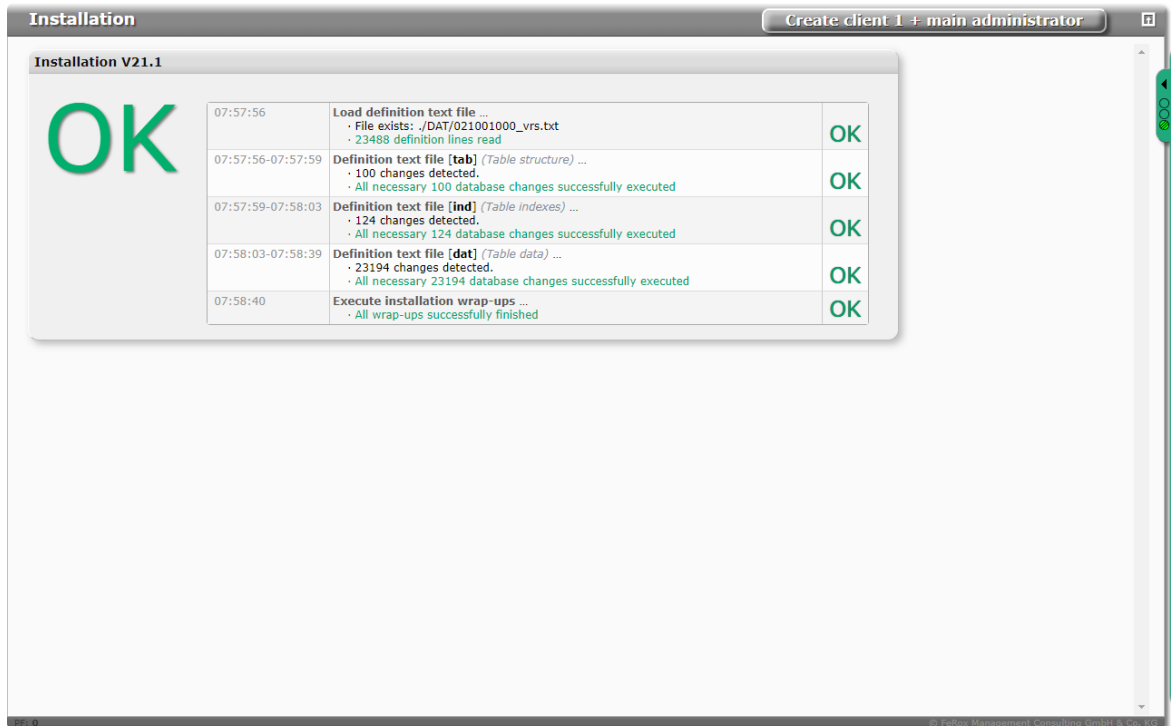 Installation
Create client 1 + main administrator
Installation V21.1
OK
07:57:56
Load definition text file ...
· File exists: ./DAT/021001000_vrs.txt
· 23488 definition lines read
OK
07:57:56-07:57:59
Definition text file [tab] (Table structure) ...
· 100 changes detected.
· All necessary 100 database changes successfully executed
OK
07:57:59-07:58:03
Definition text file [ind] (Table indexes) ...
· 124 changes detected.
· All necessary 124 database changes successfully executed
OK
07:58:03-07:58:39
Definition text file [dat] (Table data) ...
· 23194 changes detected.
· All necessary 23194 database changes successfully executed
OK
07:58:40
Execute installation wrap-ups ...
· All wrap-ups successfully finished
OK
PF: 0
© FeRox Management Consulting GmbH & Co. KG